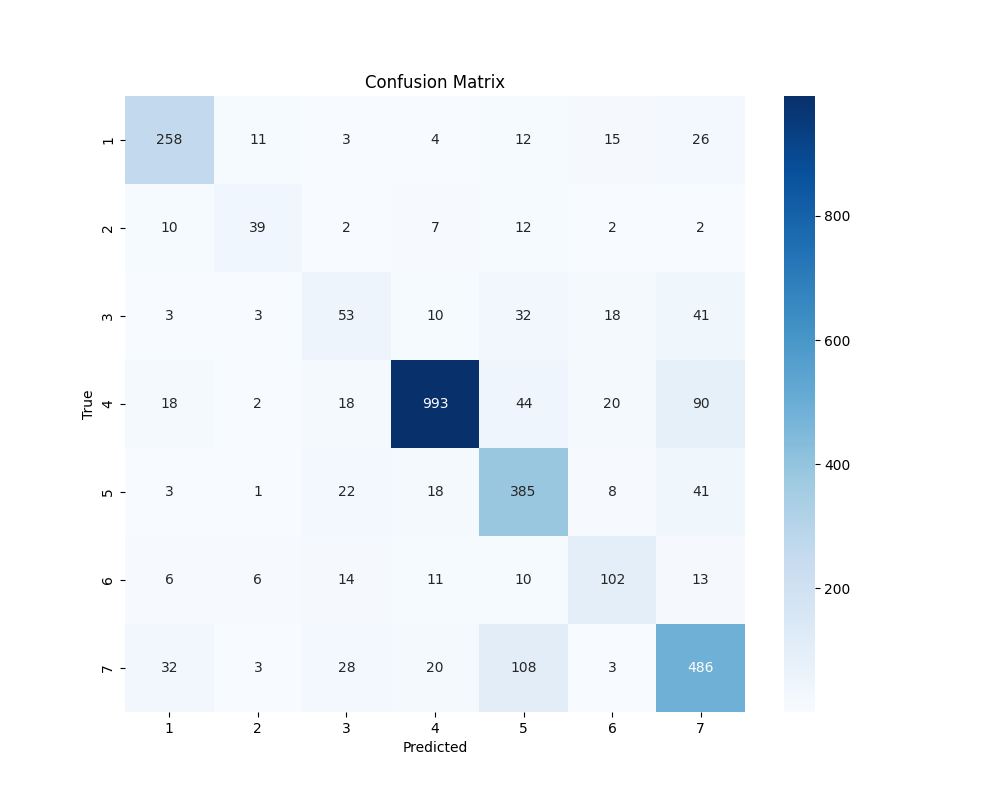 Confusion Matrix
1 258 11 3 4 12 15 26
2 10 39 2 7 12 2 2
3 3 3 53 10 32 18 41
4 18 2 18 993 44 20 90
5 3 1 22 18 385 8 41
6 6 6 14 11 10 102 13
7 32 3 28 20 108 3 486
1 2 3 4 5 6 7
Predicted
True
800
600
400
200